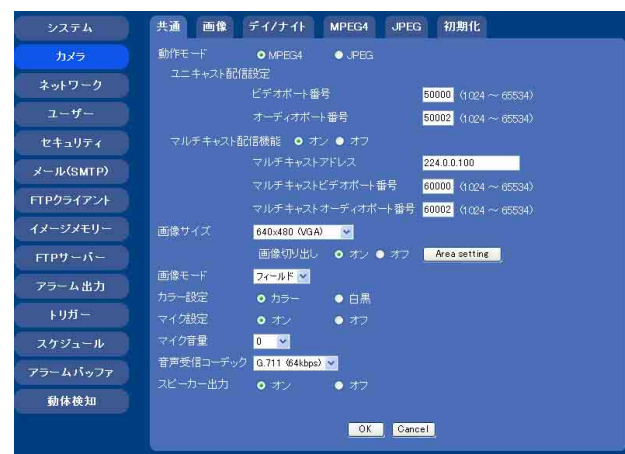 システム
カメラ
ネットワーク
ユーザー
セキュリティ
メール(SMTP)
FTPクライアント
イメージメモリー
FTPサーバー
アラーム出力
トリガー
スケジュール
アラームバッファ
動体検知
共通 画像 デイ/ナイト MPEG4 JPEG 初期化
動作モード MPEG4 JPEG
ユニキャスト配信設定
ビデオポート番号 50000 (1024 ～ 65534)
オーディオポート番号 50002 (1024 ～ 65534)
マルチキャスト配信機能 オン オフ
マルチキャストアドレス 224.0.0.100
マルチキャストビデオポート番号 60000 (1024 ～ 65534)
マルチキャストオーディオポート番号 60002 (1024 ～ 65534)
画像サイズ 640x480 (VGA)
画像切り出し オン オフ Area setting
画像モード フィールド
カラー設定 カラー 白黒
マイク設定 オン オフ
マイク音量 0
音声受信コーデック G.711 (64kbps)
スピーカー出力 オン オフ
OK Cancel